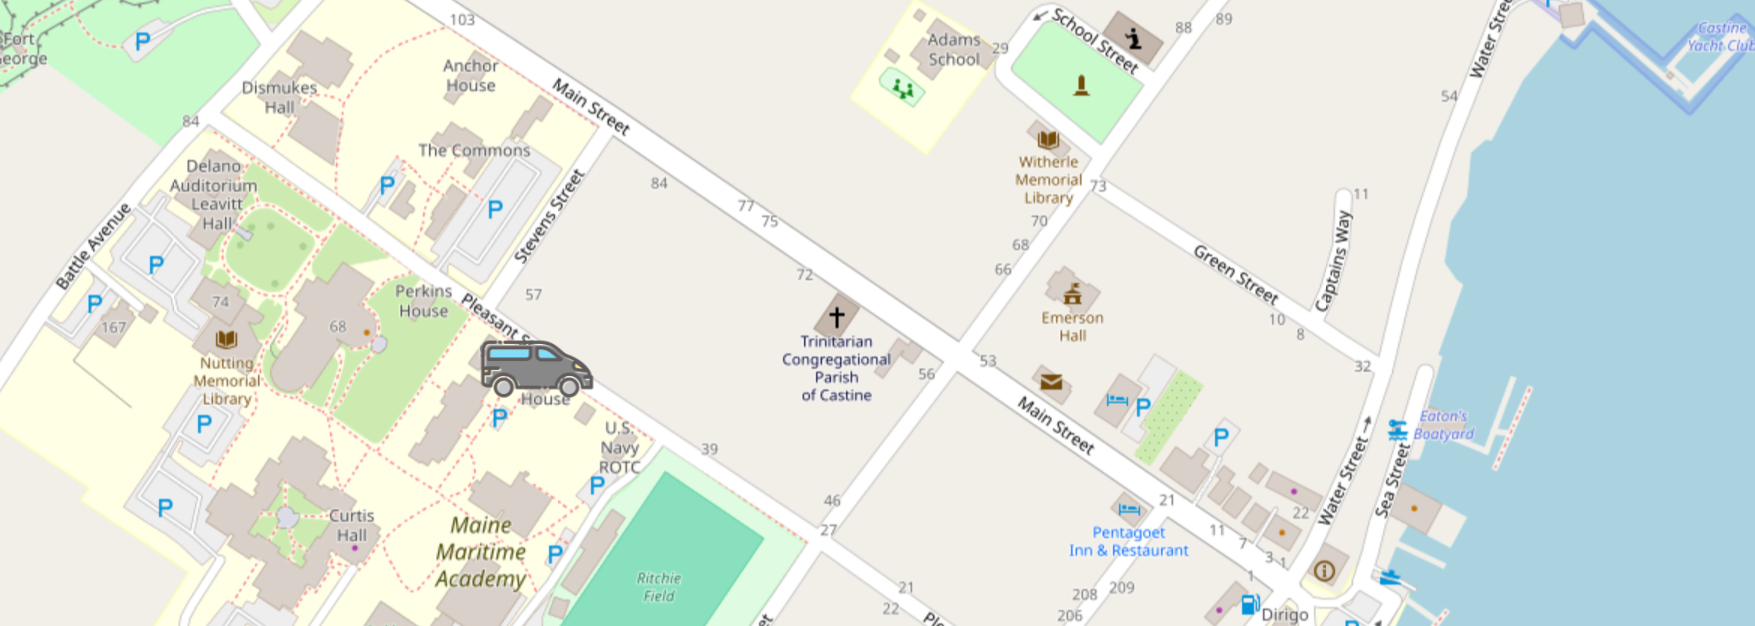 103
School Street
88
89
Water Stree
Castine
Yacht Club
P
Fort
eorge
Adams
School
29
Anchor
House
Main Street
Dismukes
Hall
54
84
The Commons
Witherle
Memorial
Library
73
Delano
Auditorium
Leavitt
Hall
P
84
P
77
75
11
70
Stevens Street
68
Captains Way
Battle Avenue
P
66
Green Street
72
57
Perkins
House
Pleasant S
P
74
167
68
Emerson
Hall
10
8
Trinitarian
Congregational
Parish
of Castine
56
53
32
Nutting
Memorial
Library
House
P
P
P
Main Street
Eaton's
Boatyard
P
U.S.
Navy
ROTC
39
Water Street
Sea Street
P
P
46
27
21
22
Curtis
Hall
Maine
Maritime
Academy
P
Pentagoet
Inn & Restaurant
11
7
3
1
1
Ritchie
Field
21
22
209
208
206
Dirigo
et
Ple
P